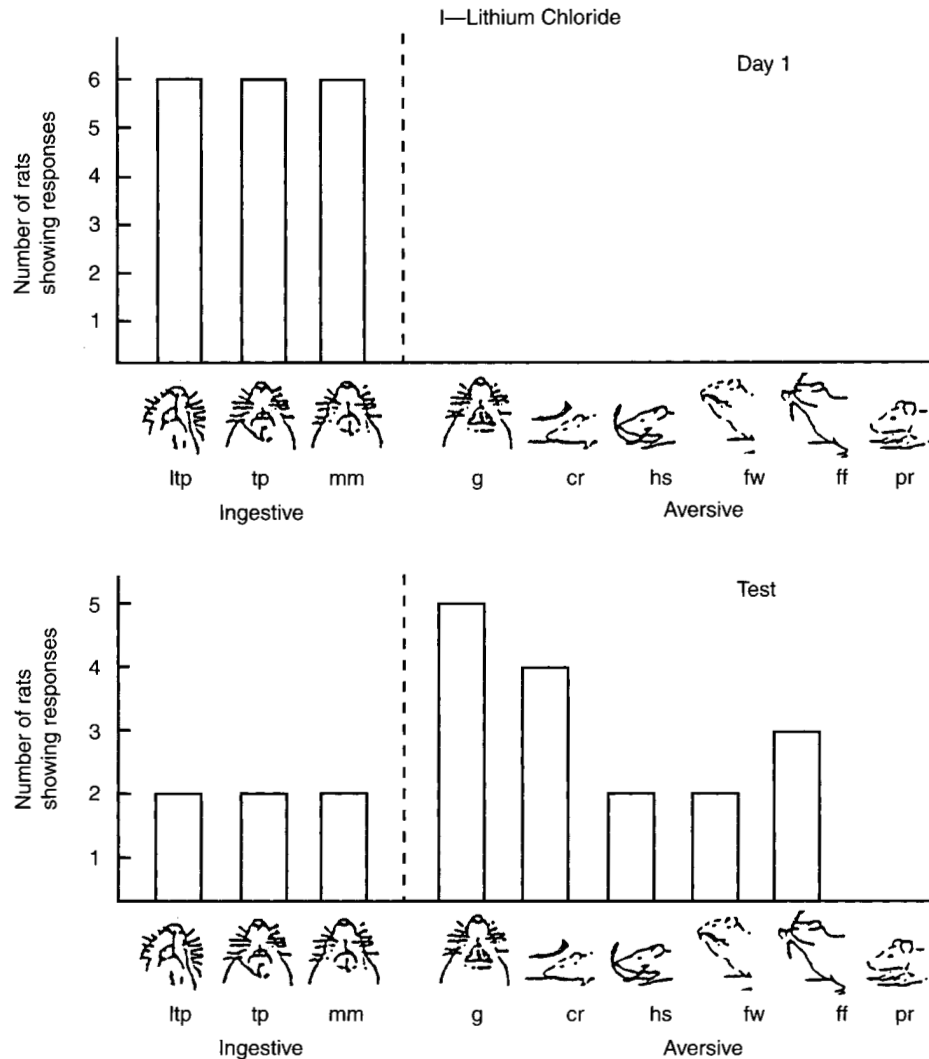 I—Lithium Chloride
Day 1
Number of rats
showing responses
6
5
4
3
2
1
ltp tp mm g cr hs fw ff pr
Ingestive Aversive
Test
Number of rats
showing responses
5
4
3
2
1
ltp tp mm g cr hs fw ff pr
Ingestive Aversive